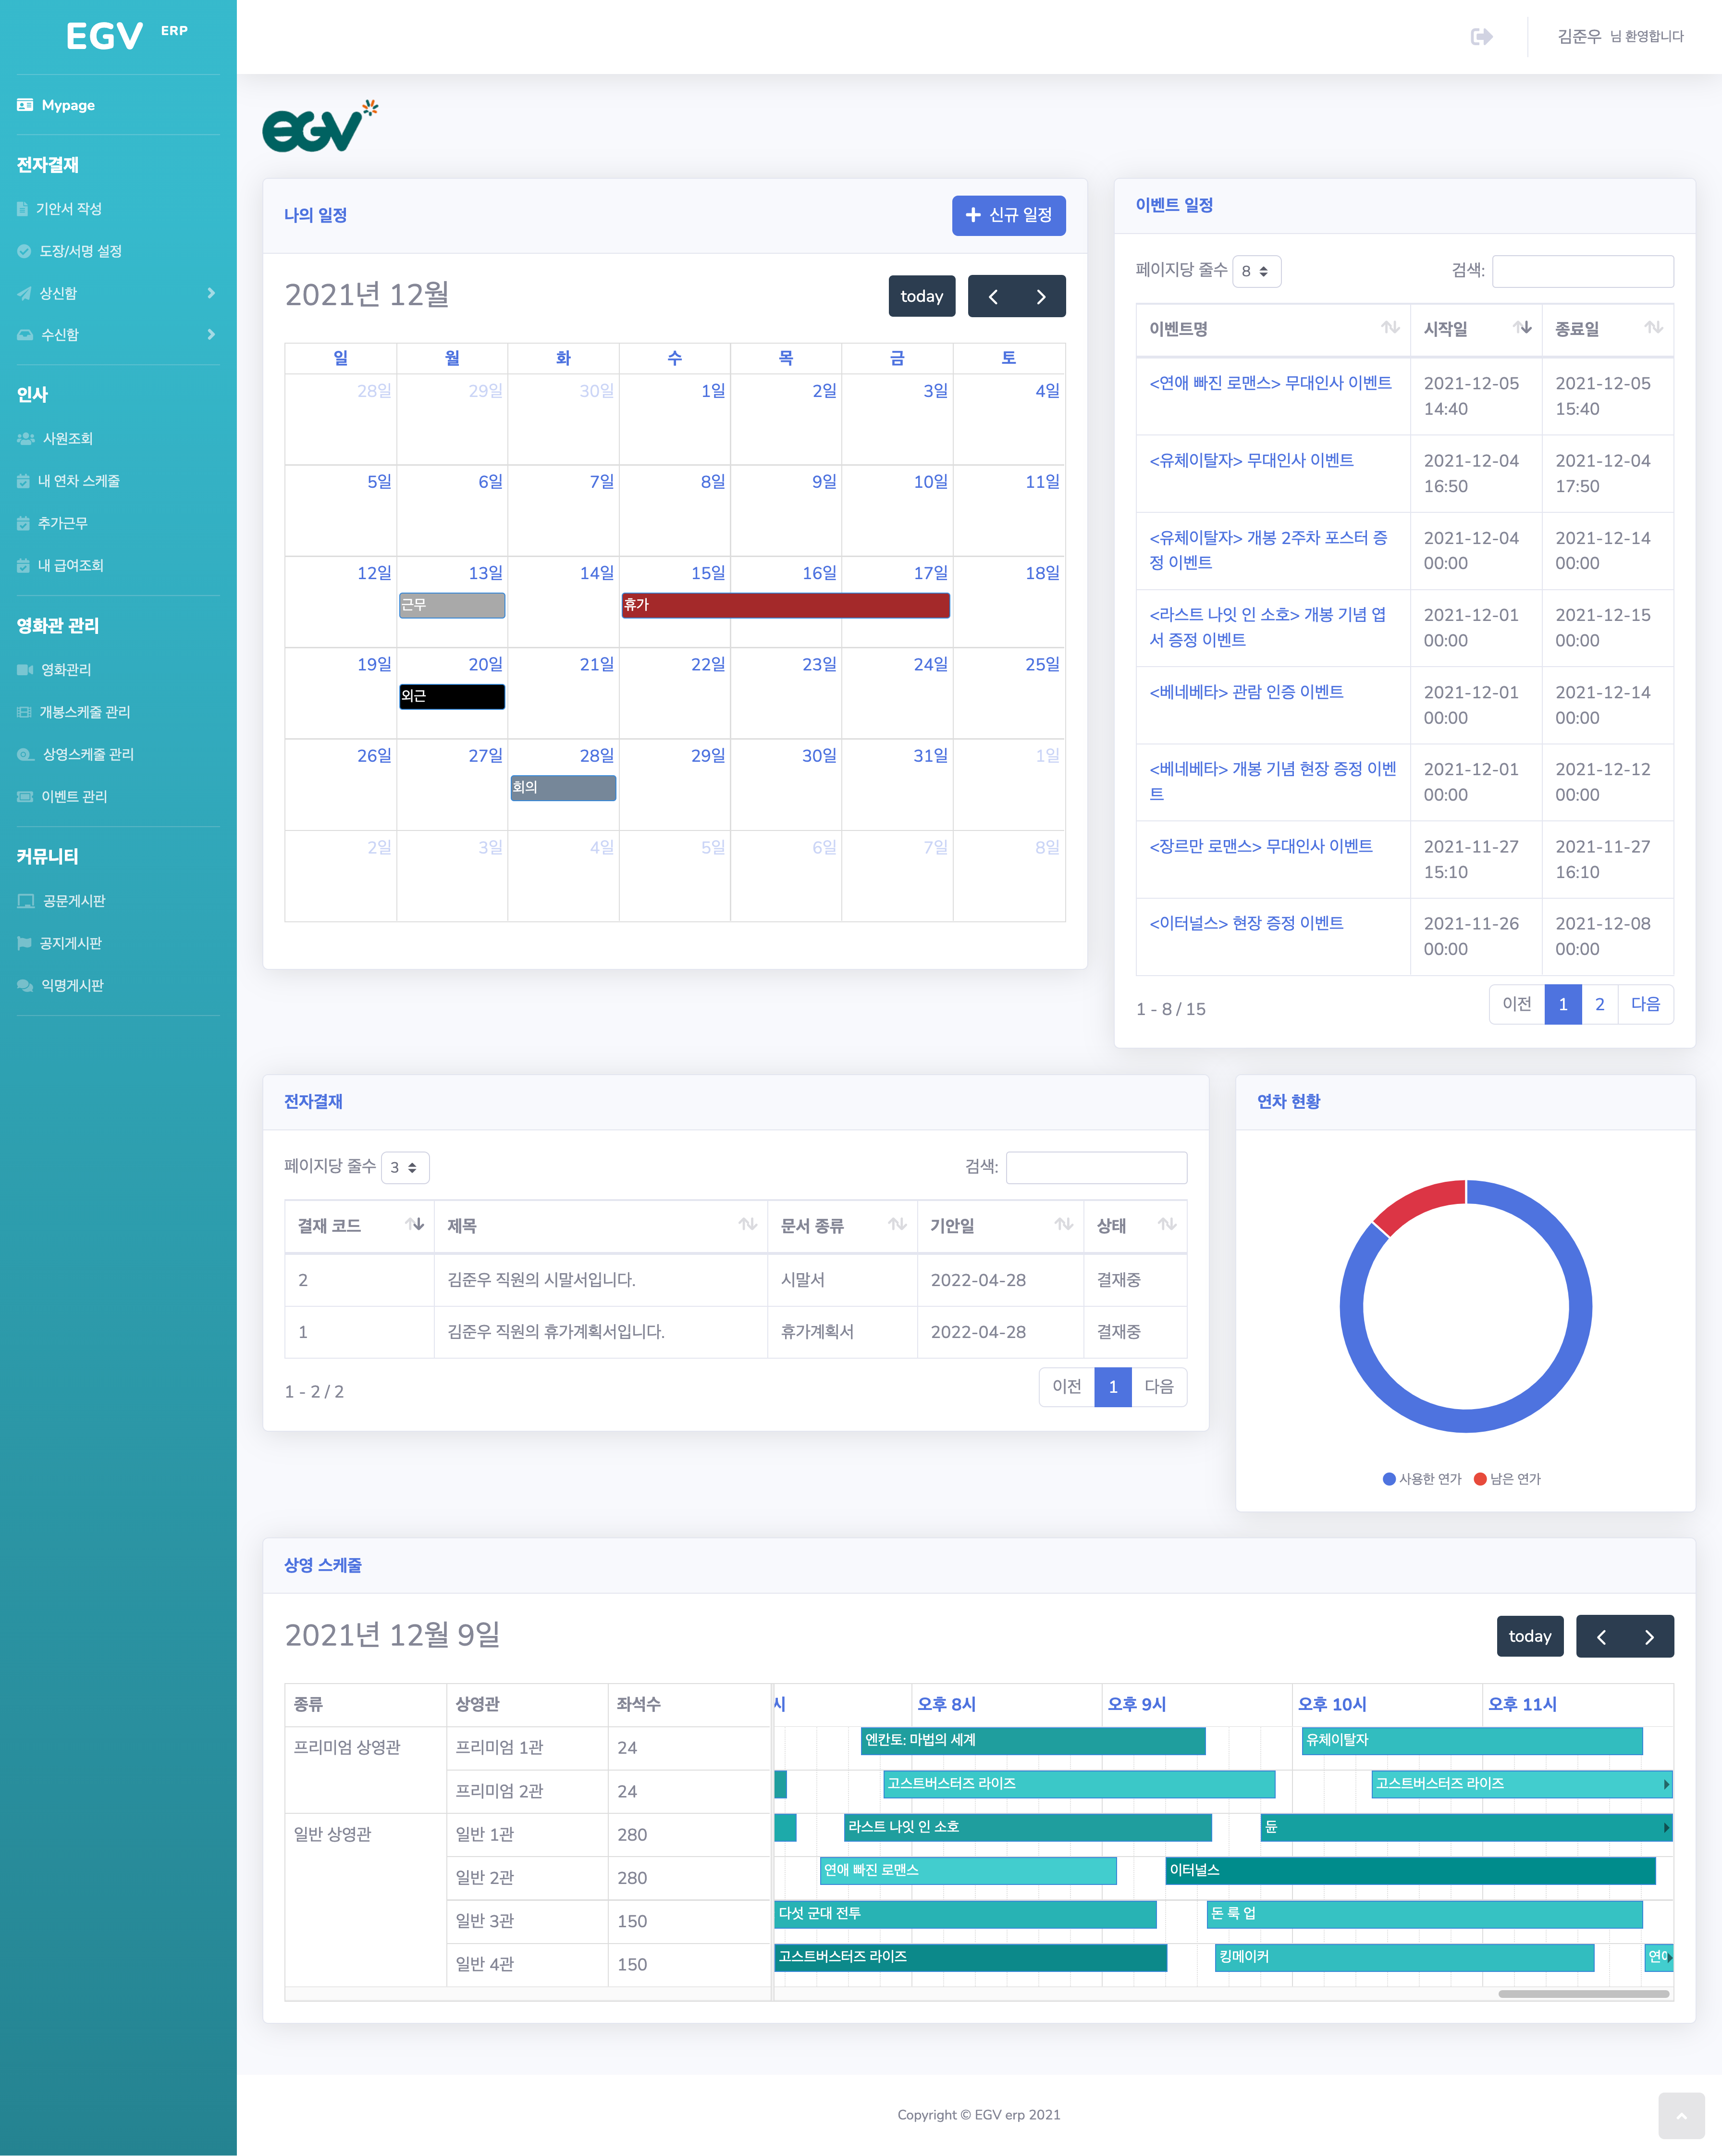 EGV ERP
Mypage
전자결재
기안서 작성
도장/서명 설정
상신함
수신함
인사
사원조회
내 연차 스케줄
추가근무
내 급여조회
영화관 관리
영화관리
개봉스케줄 관리
상영스케줄 관리
이벤트 관리
커뮤니티
공문게시판
공지게시판
익명게시판
김준우 님 환영합니다
eGV
나의 일정
신규 일정
2021년 12월
today
일 월 화 수 목 금 토
28일 29일 30일 1일 2일 3일 4일
5일 6일 7일 8일 9일 10일 11일
12일 13일 14일 15일 16일 17일 18일
근무 휴가
19일 20일 21일 22일 23일 24일 25일
외근
26일 27일 28일 29일 30일 31일 1일
회의
2일 3일 4일 5일 6일 7일 8일
이벤트 일정
페이지당 줄수 8 검색:
이벤트명 시작일 종료일
<연애 빠진 로맨스> 무대인사 이벤트 2021-12-05 2021-12-05
14:40 15:40
<유체이탈자> 무대인사 이벤트 2021-12-04 2021-12-04
16:50 17:50
<유체이탈자> 개봉 2주차 포스터 증 2021-12-04 2021-12-14
정 이벤트 00:00 00:00
<라스트 나잇 인 소호> 개봉 기념 엽 2021-12-01 2021-12-15
서 증정 이벤트 00:00 00:00
<베네베타> 관람 인증 이벤트 2021-12-01 2021-12-14
00:00 00:00
<베네베타> 개봉 기념 현장 증정 이벤 2021-12-01 2021-12-12
트 00:00 00:00
<장르만 로맨스> 무대인사 이벤트 2021-11-27 2021-11-27
15:10 16:10
<이터널스> 현장 증정 이벤트 2021-11-26 2021-12-08
00:00 00:00
1 - 8 / 15 이전 1 2 다음
전자결재
페이지당 줄수 3 검색:
결재 코드 제목 문서 종류 기안일 상태
2 김준우 직원의 시말서입니다. 시말서 2022-04-28 결재중
1 김준우 직원의 휴가계획서입니다. 휴가계획서 2022-04-28 결재중
1 - 2 / 2 이전 1 다음
연차 현황
사용한 연가 남은 연가
상영 스케줄
2021년 12월 9일
today
종류 상영관 좌석수 시 오후 8시 오후 9시 오후 10시 오후 11시
프리미엄 상영관 프리미엄 1관 24 엔칸토: 마법의 세계 유체이탈자
프리미엄 2관 24 고스트버스터즈 라이즈 고스트버스터즈 라이즈
일반 상영관 일반 1관 280 라스트 나잇 인 소호 듄
일반 2관 280 연애 빠진 로맨스 이터널스
일반 3관 150 다섯 군대 전투 돈 룩 업
일반 4관 150 고스트버스터즈 라이즈 킹메이커 연애
Copyright © EGV erp 2021